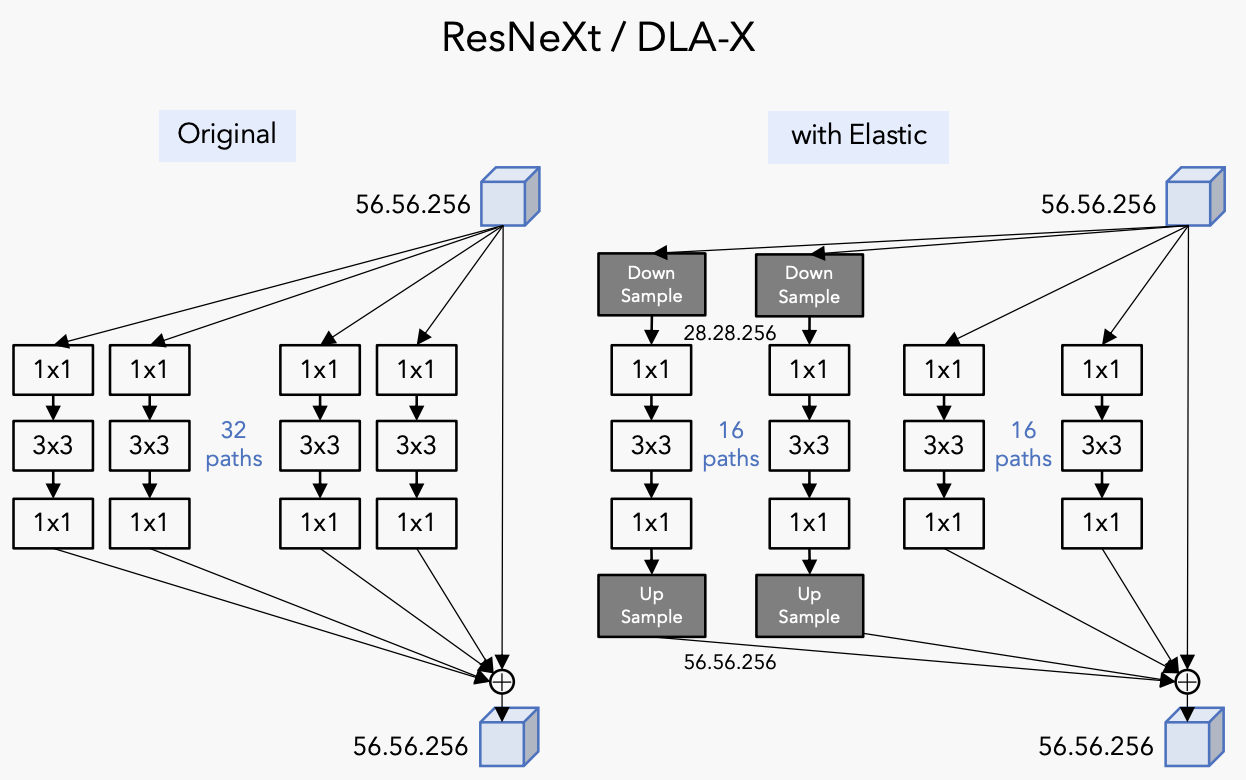 ResNeXt / DLA-X
Original
56.56.256
1x1
1x1
1x1
1x1
3x3
3x3
32
paths
3x3
3x3
1x1
1x1
1x1
1x1
56.56.256
with Elastic
56.56.256
Down
Sample
Down
Sample
28.28.256
1x1
1x1
1x1
1x1
3x3
16
paths
3x3
3x3
16
paths
3x3
1x1
1x1
1x1
1x1
Up
Sample
Up
Sample
56.56.256
56.56.256